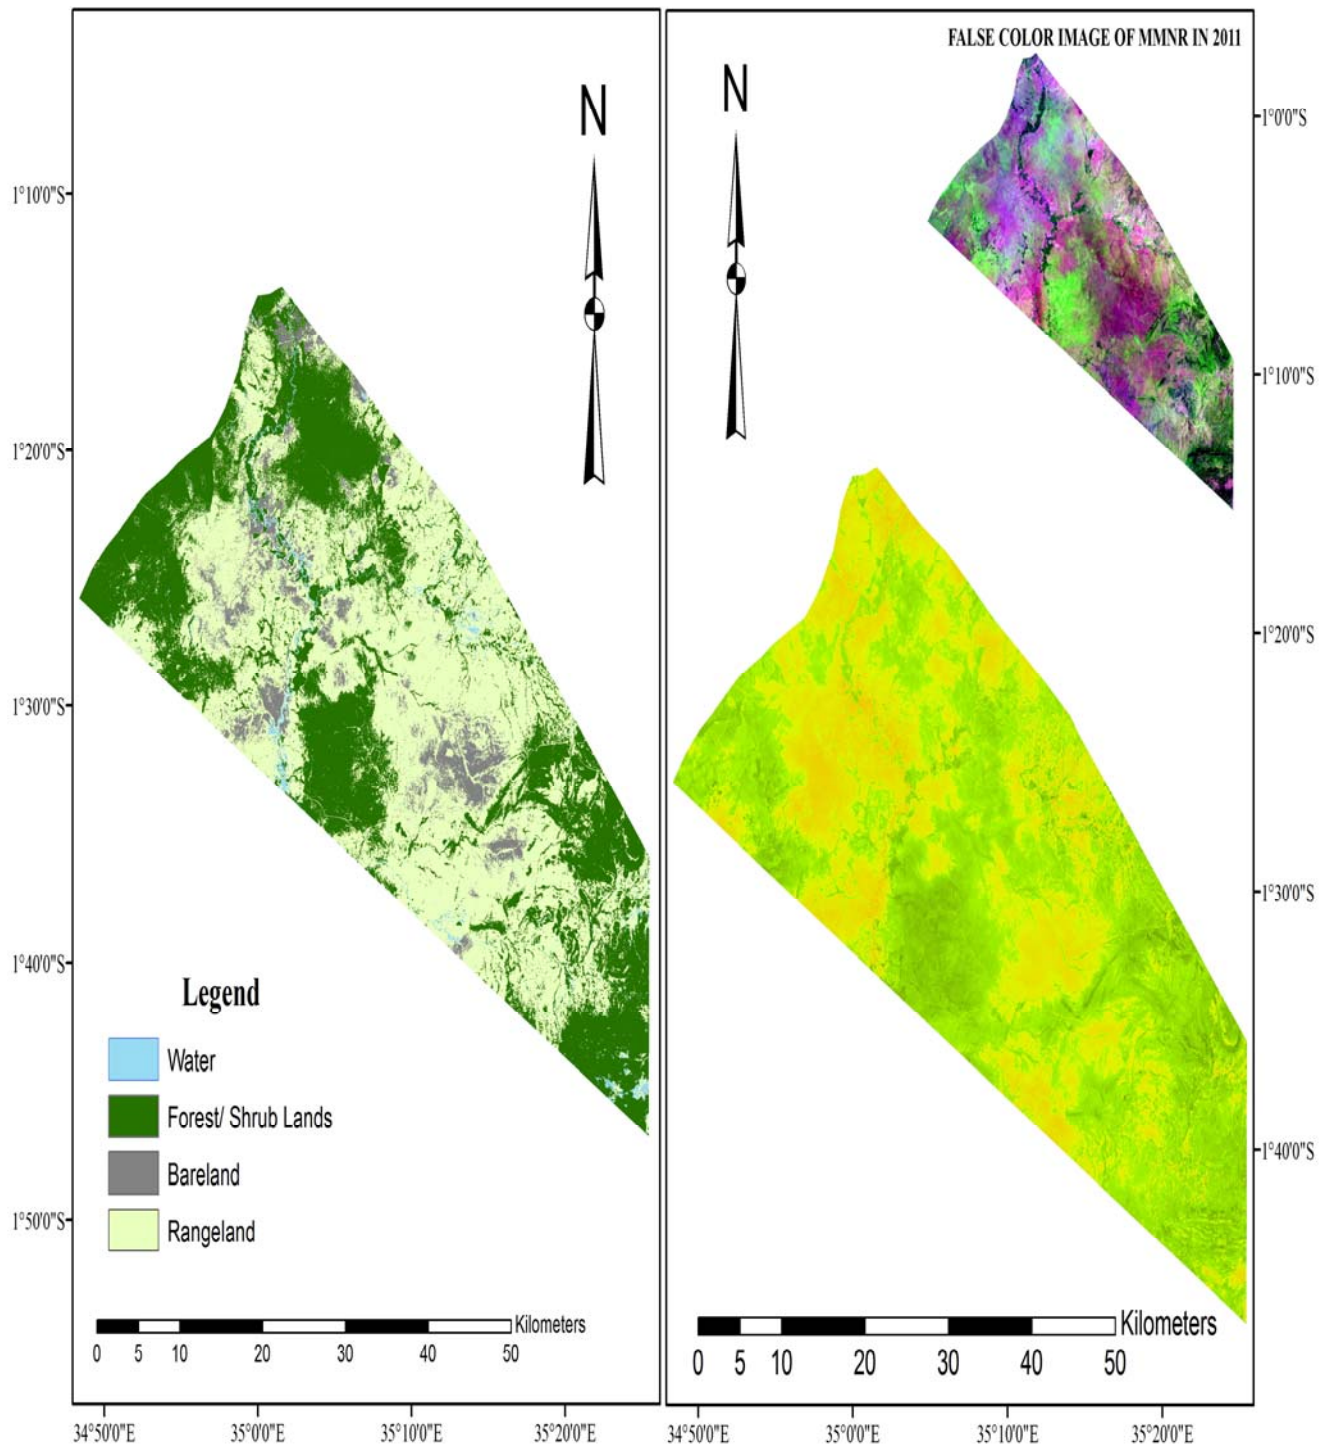 FALSE COLOR IMAGE OF MMNR IN 2011
N
N
1°0'0"S
1°10'0"S
1°20'0"S
1°30'0"S
1°40'0"S
1°50'0"S
1°10'0"S
1°20'0"S
1°30'0"S
1°40'0"S
Legend
Water
Forest/ Shrub Lands
Bareland
Rangeland
Kilometers
0 5 10 20 30 40 50
Kilometers
0 5 10 20 30 40 50
34°50'0"E 35°0'0"E 35°10'0"E 35°20'0"E
34°50'0"E 35°0'0"E 35°10'0"E 35°20'0"E